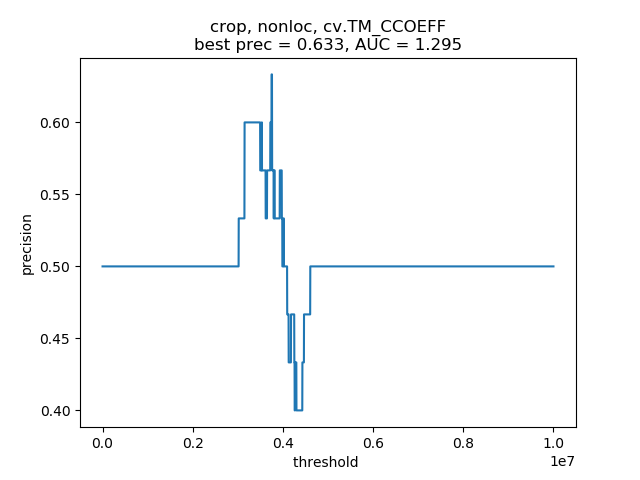 crop, nonloc, cv.TM_CCOEFF
best prec = 0.633, AUC = 1.295
precision
0.60
0.55
0.50
0.45
0.40
0.0 0.2 0.4 0.6 0.8 1.0
1e7
threshold